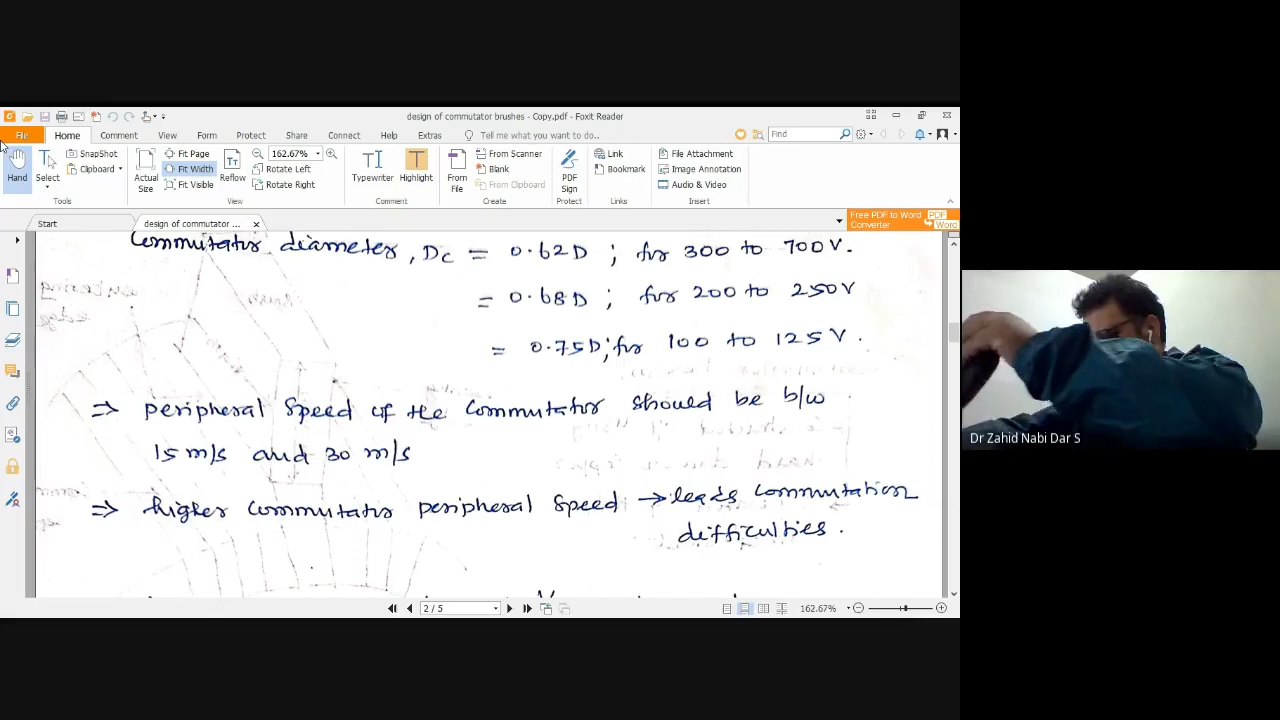 design of commutator brushes - Copy.pdf - Foxit Reader
File Home Comment View Form Protect Share Connect Help Extras Tell me what you want to do.. Find
Hand
Select
SnapShot
Clipboard
Actual Size
Fit Page
Fit Width
Fit Visible
Reflow
162.67%
Rotate Left
Rotate Right
Typewriter
Highlight
From File
From Scanner
Blank
From Clipboard
PDF Sign
Link
Bookmark
File Attachment
Image Annotation
Audio & Video
Tools View Comment Create Protect Links Insert
Start
design of commutator ...
Free PDF to Word Converter
PDF
Word
Commutator diameter, Dc = 0.62D ; for 300 to 700V.
= 0.68D ; for 200 to 250V
= 0.75D; for 100 to 125V.
⇒ peripheral speed of the commutator should be b/w
15 m/s and 30 m/s
⇒ higher commutator peripheral speed → leads commutation
difficulties.
Dr Zahid Nabi Dar S
2 / 5
162.67%